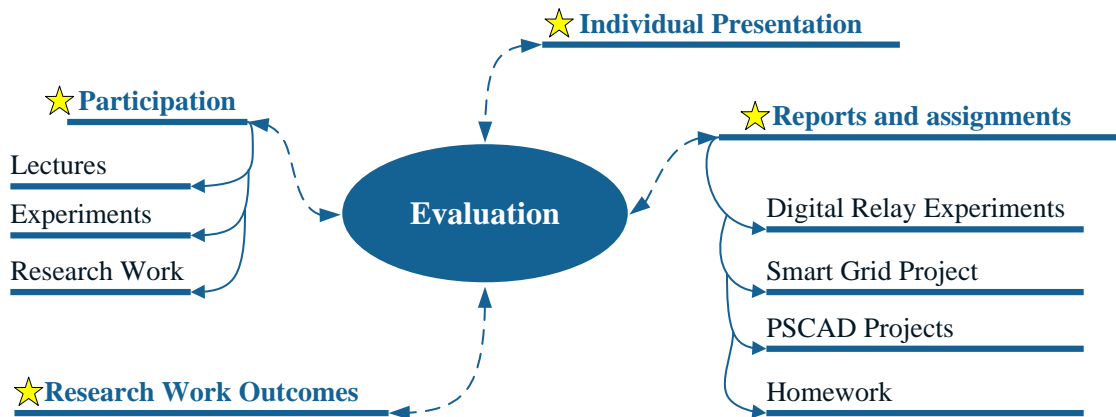 Individual Presentation
Participation
Lectures
Experiments
Research Work
Evaluation
Reports and assignments
Digital Relay Experiments
Smart Grid Project
PSCAD Projects
Homework
Research Work Outcomes